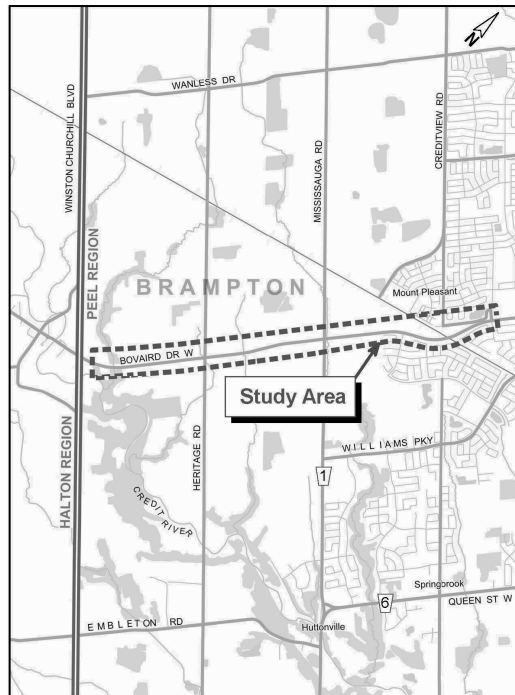 N
WANLESS DR
WINSTON CHURCHILL BLVD
MISSISSAUGA RD
CREDITVIEW RD
PEEL REGION
BRAMPTON
Mount Pleasant
BOVAIRD DR W
Study Area
HALTON REGION
HERITAGE RD
WILLIAMS PKY
CREDIT RIVER
1
Springbrook
6
QUEEN ST W
EMBLETON RD
Huttonville